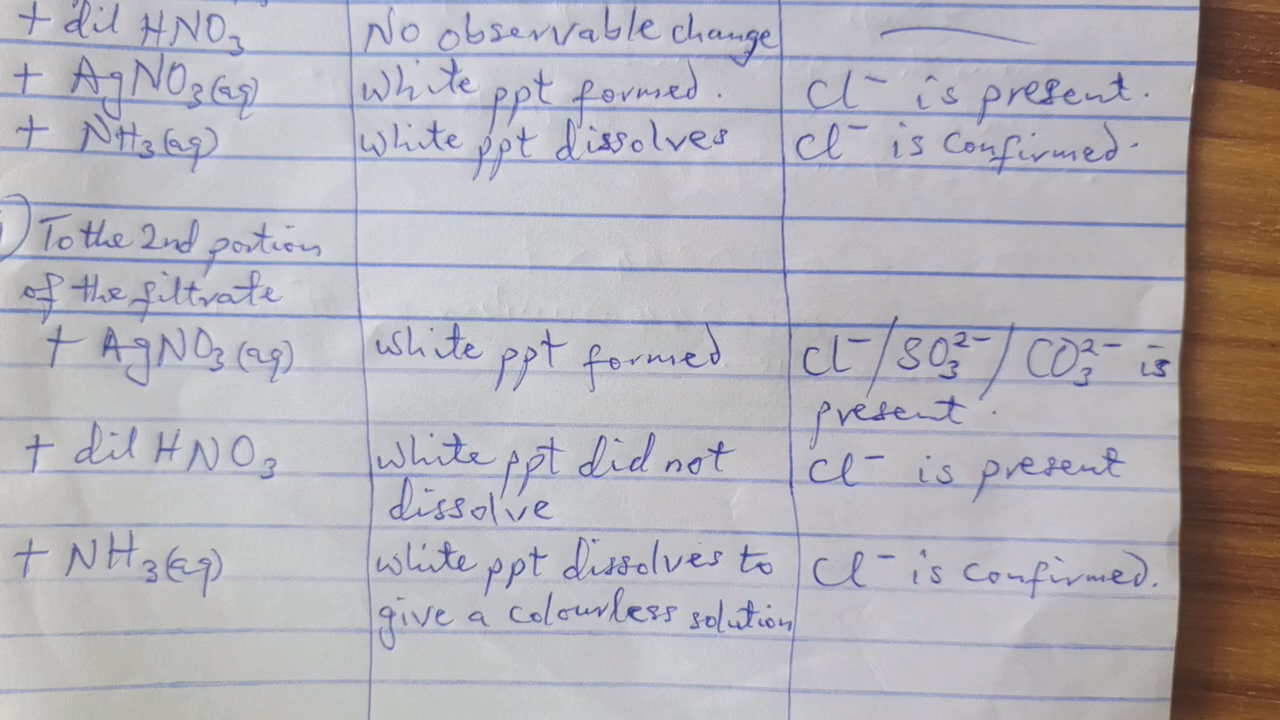 + dil HNO₃ No observable change
+ AgNO₃(aq) White ppt formed. Cl⁻ is present.
+ NH₃(aq) White ppt dissolves Cl⁻ is confirmed.
) To the 2nd portion
of the filtrate
+ AgNO₃(aq) White ppt formed Cl⁻/SO₃²⁻/CO₃²⁻ is
present.
+ dil HNO₃ White ppt did not Cl⁻ is present
dissolve
+ NH₃(aq) White ppt dissolves to Cl⁻ is confirmed.
give a colourless solution